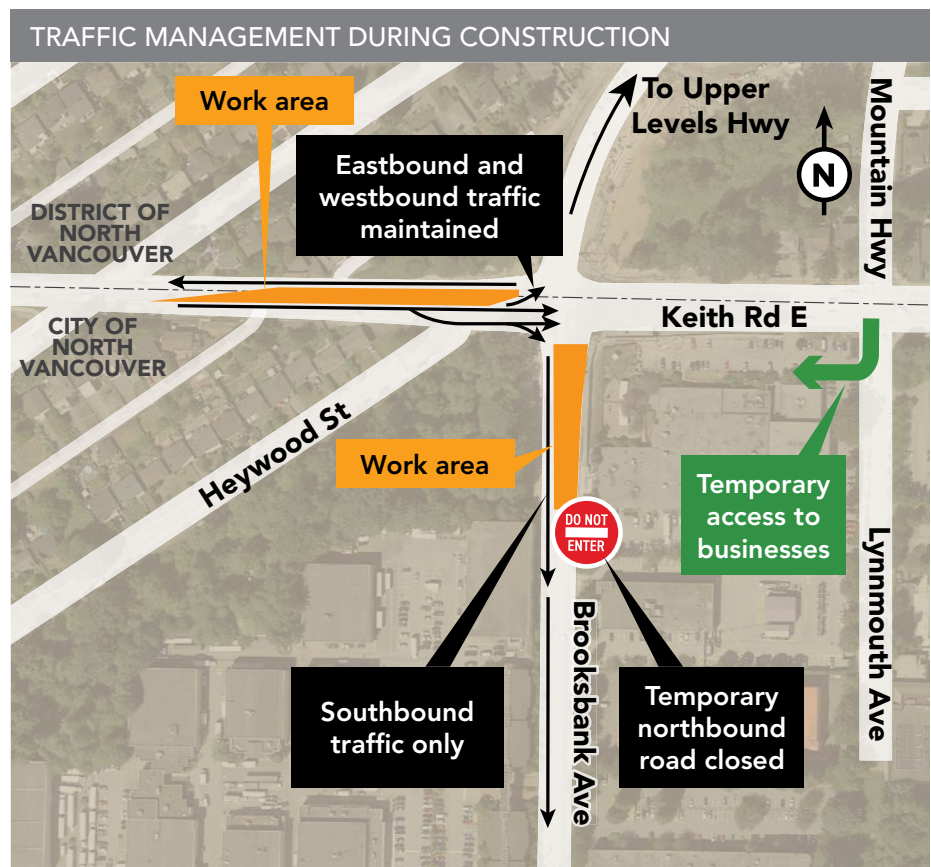 TRAFFIC MANAGEMENT DURING CONSTRUCTION
Work area
To Upper
Levels Hwy
Mountain Hwy
N
Eastbound and
westbound traffic
maintained
DISTRICT OF
NORTH
VANCOUVER
CITY OF
NORTH
VANCOUVER
Keith Rd E
Heywood St
Work area
DO NOT
ENTER
Temporary
access to
businesses
Lynnmouth Ave
Brooksbank Ave
Southbound
traffic only
Temporary
northbound
road closed